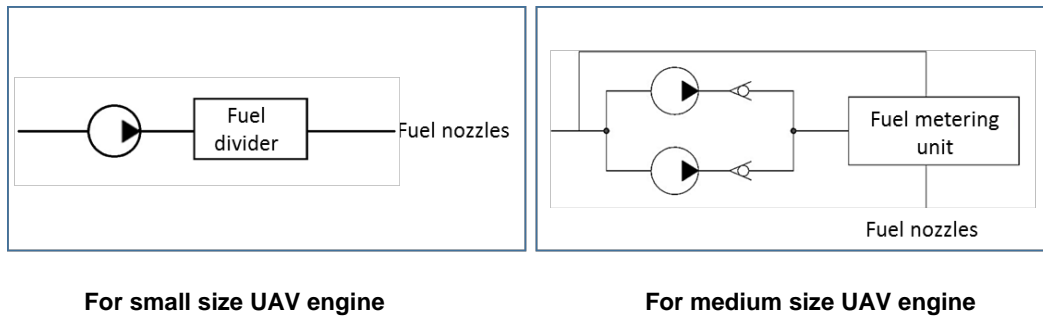 Fuel
divider
Fuel nozzles
Fuel metering
unit
Fuel nozzles
For small size UAV engine
For medium size UAV engine